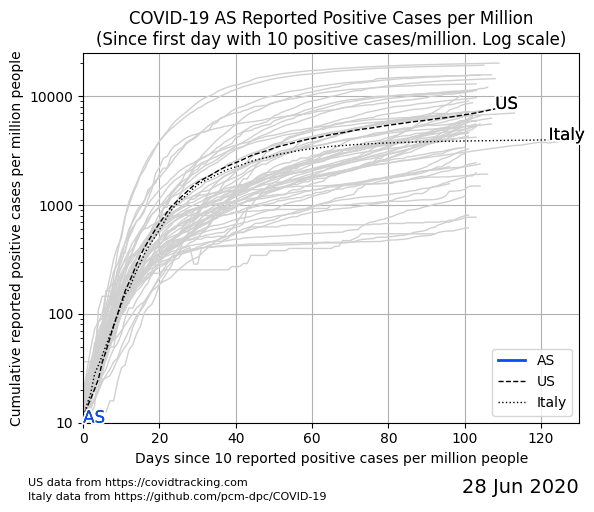 COVID-19 AS Reported Positive Cases per Million
(Since first day with 10 positive cases/million. Log scale)
Cumulative reported positive cases per million people
10000
1000
100
10
US
Italy
AS
AS
US
Italy
0
20
40
60
80
100
120
Days since 10 reported positive cases per million people
US data from https://covidtracking.com
Italy data from https://github.com/pcm-dpc/COVID-19
28 Jun 2020